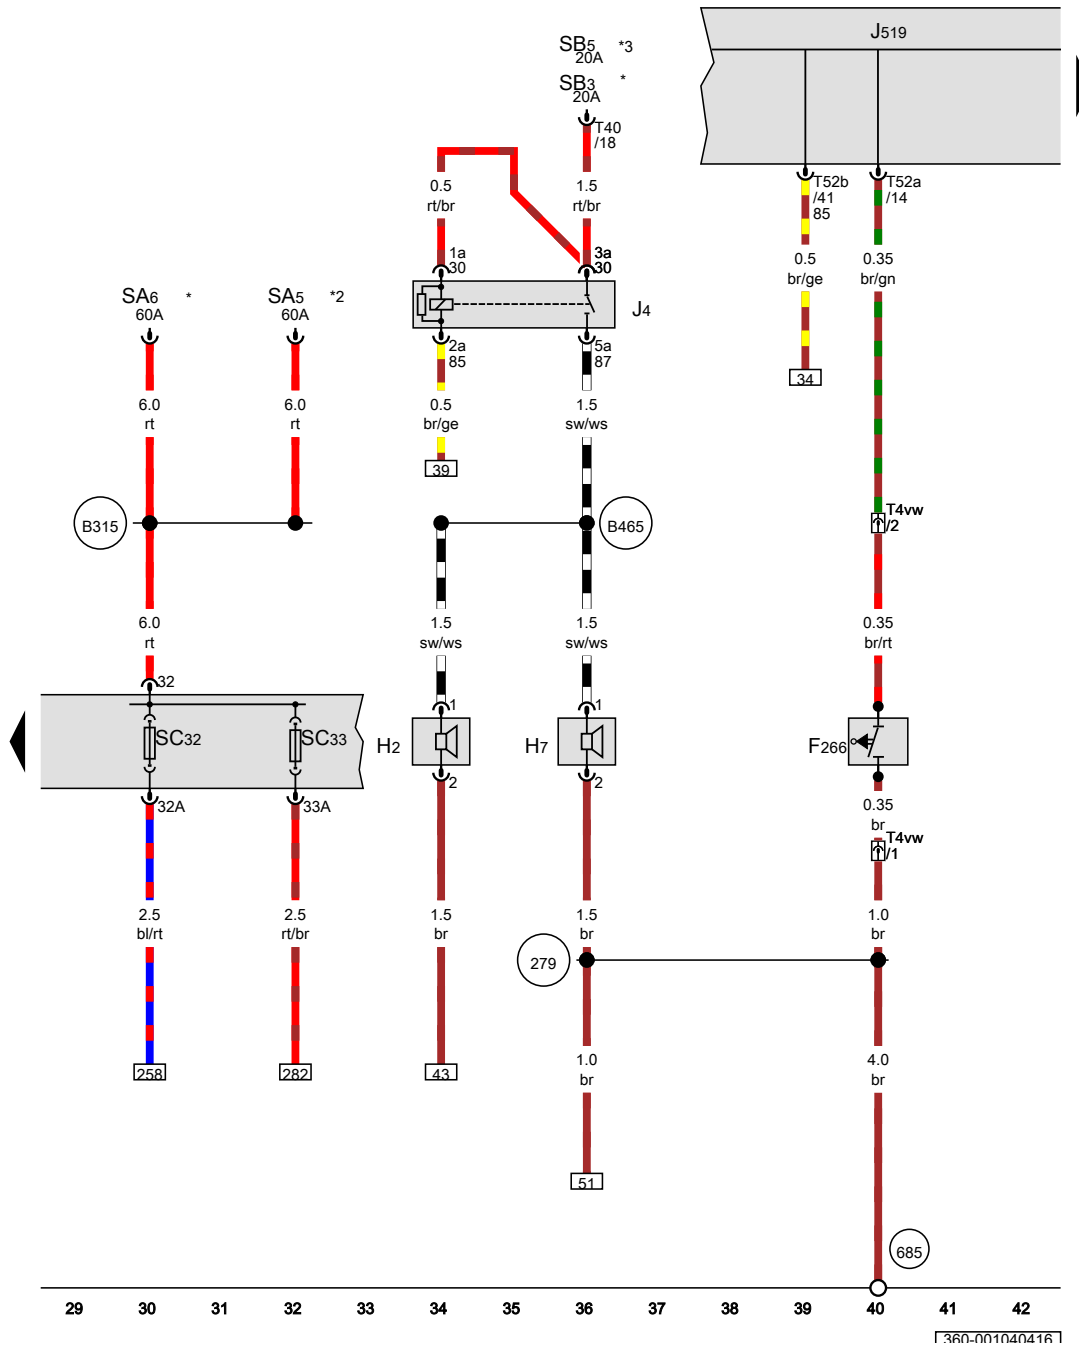 J519
SB5 *3
20A
SB3 *
20A
T40
/18
0.5
rt/br
1.5
rt/br
T52b
/41
85
T52a
/14
1a
30
3a
30
0.5
br/ge
0.35
br/gn
SA6 *
60A
SA5 *2
60A
J4
2a
85
5a
87
34
6.0
rt
6.0
rt
0.5
br/ge
1.5
sw/ws
39
B315
B465
T4vw
/2
6.0
rt
1.5
sw/ws
1.5
sw/ws
0.35
br/rt
32
1
1
SC32
SC33
H2
H7
F266
2
2
32A
33A
0.35
br
T4vw
/1
2.5
bl/rt
2.5
rt/br
1.5
br
1.5
br
1.0
br
279
258
282
43
1.0
br
4.0
br
51
685
29 30 31 32 33 34 35 36 37 38 39 40 41 42
360-001040416